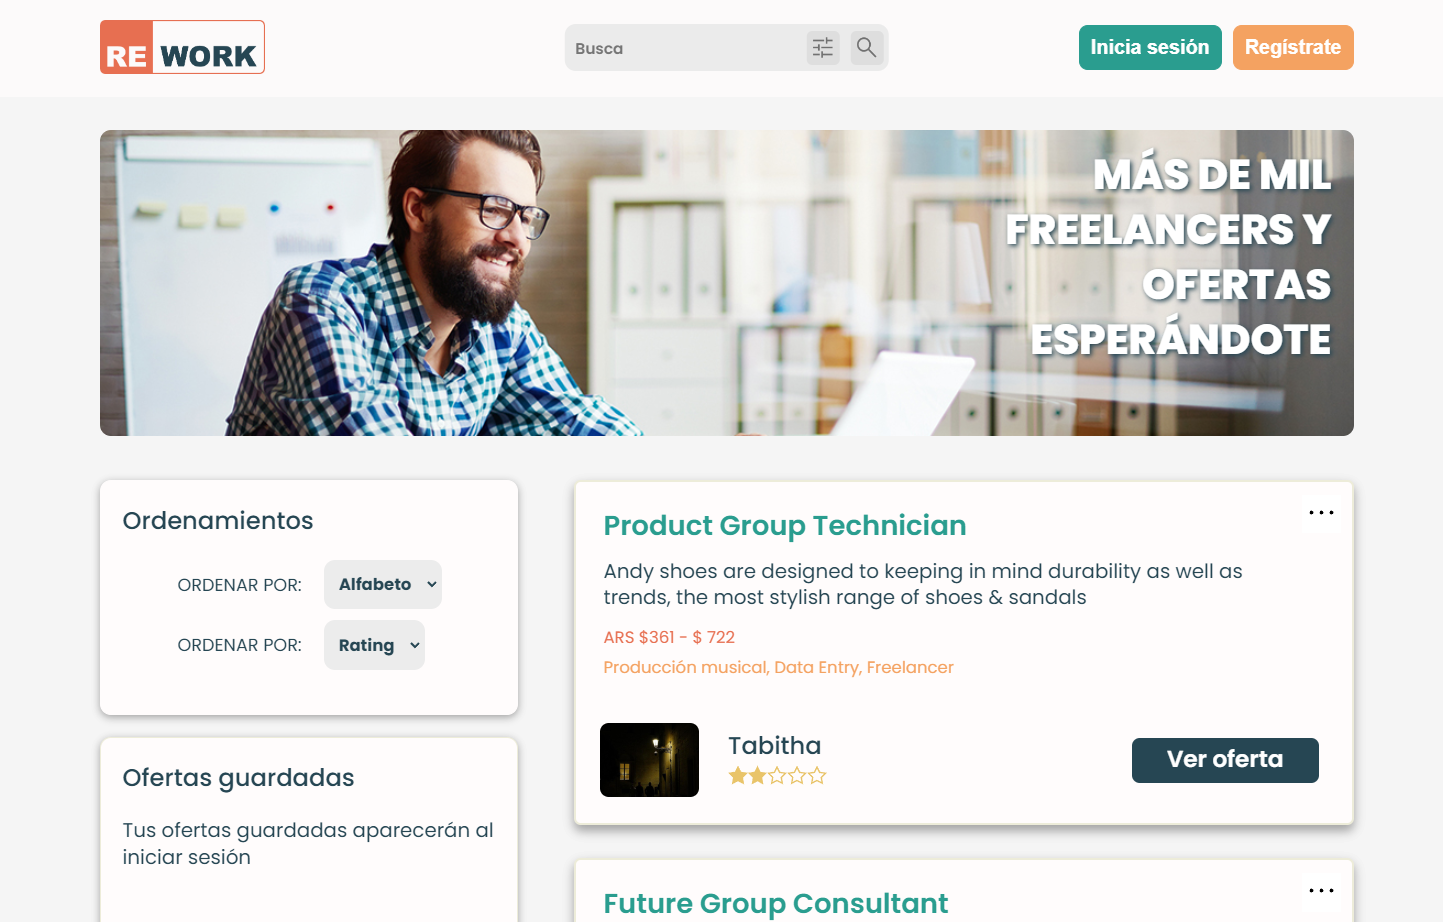 RE WORK
Busca
Inicia sesión
Regístrate
MÁS DE MIL
FREELANCERS Y
OFERTAS
ESPERÁNDOTE
Ordenamientos
ORDENAR POR: Alfabeto
ORDENAR POR: Rating
Ofertas guardadas
Tus ofertas guardadas aparecerán al
iniciar sesión
Product Group Technician
Andy shoes are designed to keeping in mind durability as well as
trends, the most stylish range of shoes & sandals
ARS $361 - $ 722
Producción musical, Data Entry, Freelancer
Tabitha
Ver oferta
Future Group Consultant